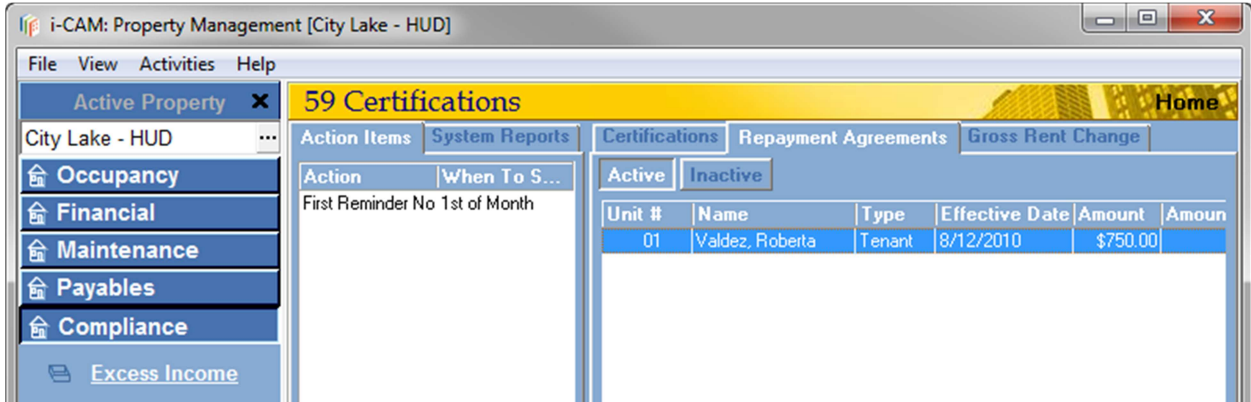 i-CAM: Property Management [City Lake - HUD]
File View Activities Help
Active Property
59 Certifications
Home
City Lake - HUD ...
Action Items System Reports
Certifications Repayment Agreements Gross Rent Change
Occupancy
Financial
Maintenance
Payables
Compliance
Excess Income
Action When To S...
First Reminder No 1st of Month
Active Inactive
Unit # Name Type Effective Date Amount Amoun
01 Valdez, Roberta Tenant 8/12/2010 $750.00